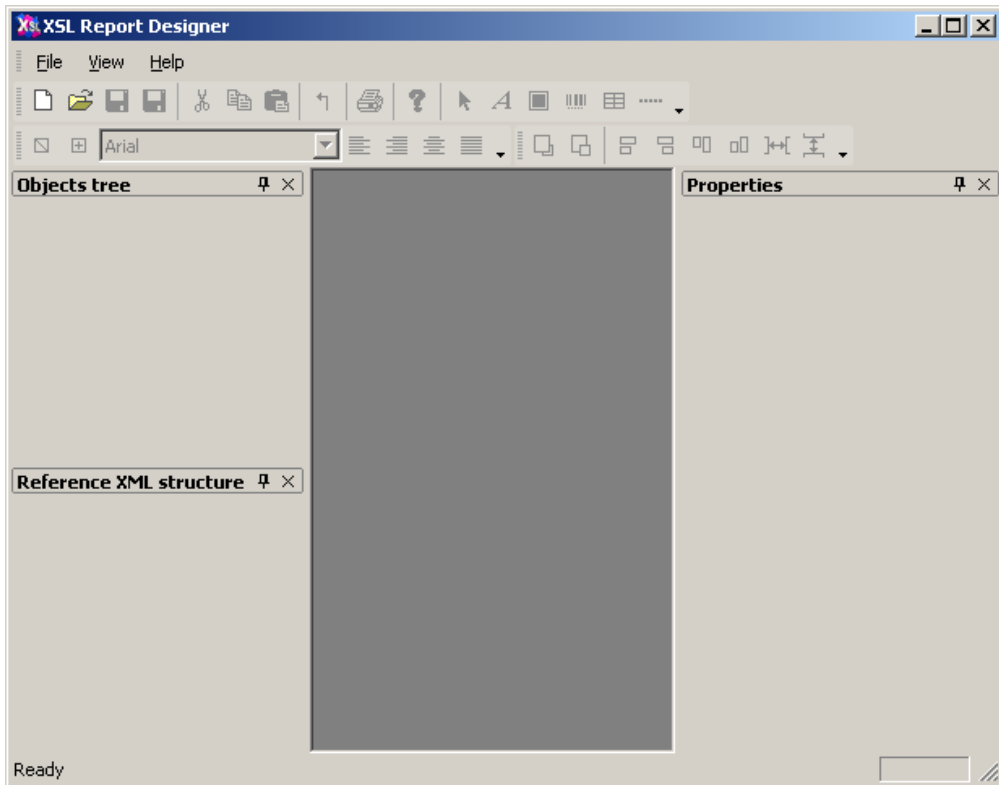 XSL Report Designer
File View Help
Arial
Objects tree
Properties
Reference XML structure
Ready